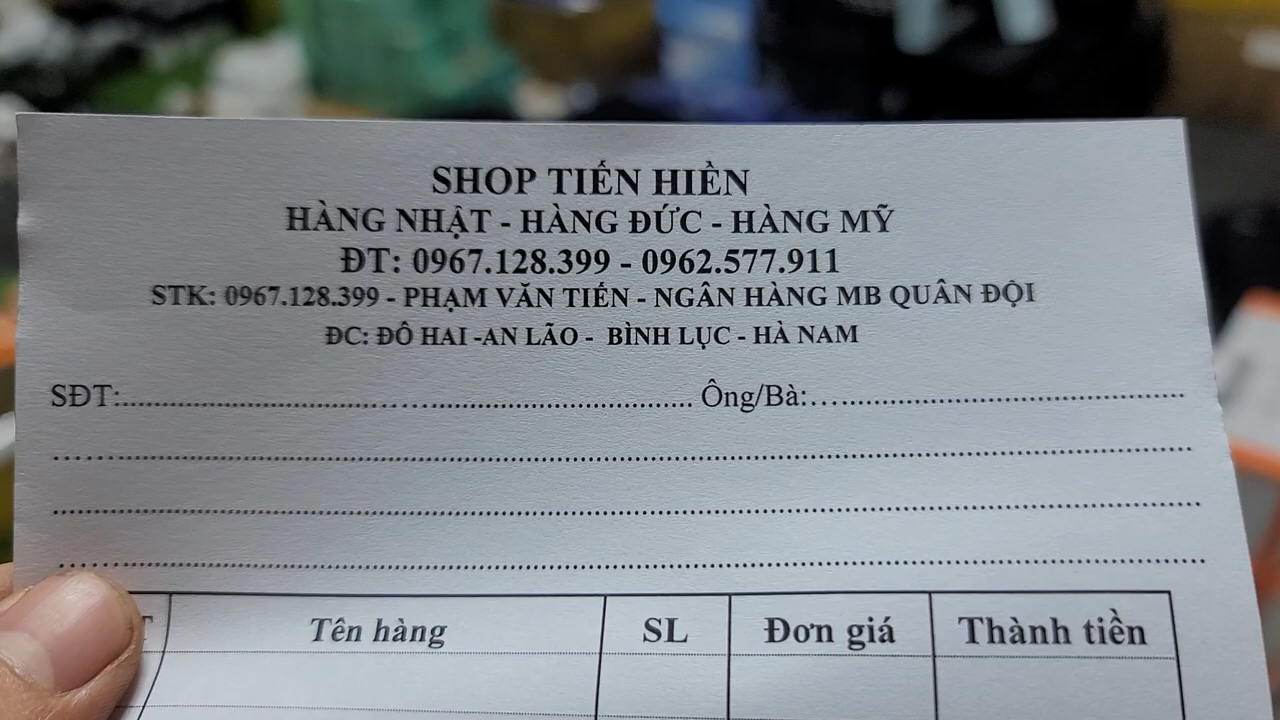 SHOP TIẾN HIỀN
HÀNG NHẬT - HÀNG ĐỨC - HÀNG MỸ
ĐT: 0967.128.399 - 0962.577.911
STK: 0967.128.399 - PHẠM VĂN TIẾN - NGÂN HÀNG MB QUÂN ĐỘI
ĐC: ĐÔ HAI -AN LÃO - BÌNH LỤC - HÀ NAM
SĐT:.......................................................... Ông/Bà:..................................................
Tên hàng SL Đơn giá Thành tiền